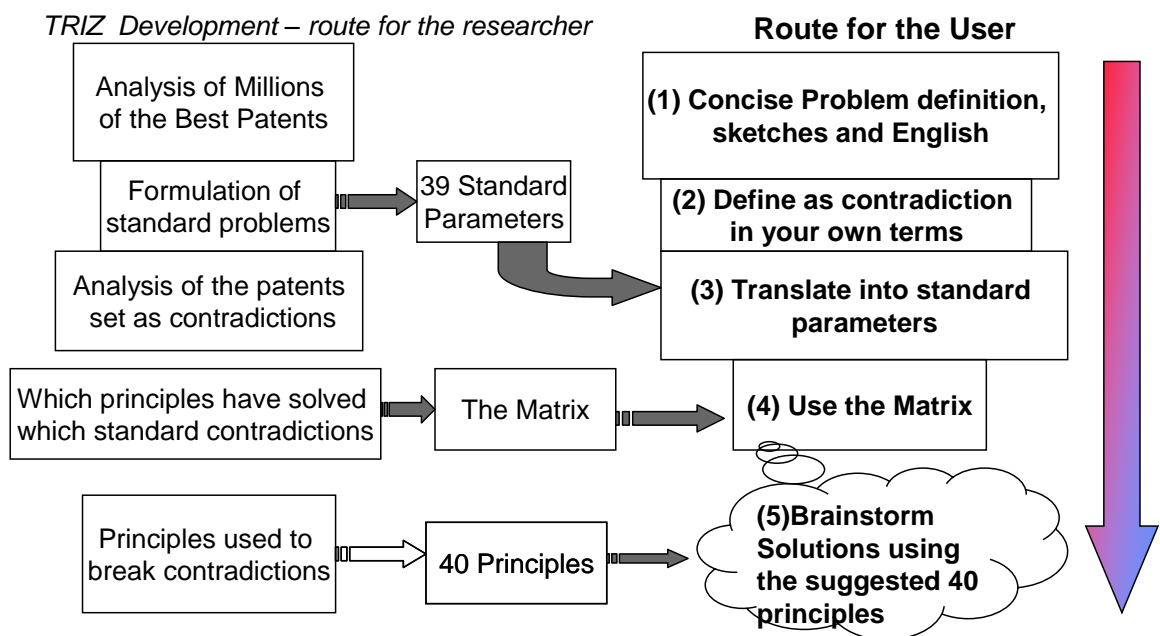 TRIZ Development – route for the researcher
Analysis of Millions
of the Best Patents
Formulation of
standard problems
39 Standard
Parameters
Analysis of the patents
set as contradictions
Which principles have solved
which standard contradictions
The Matrix
Principles used to
break contradictions
40 Principles
Route for the User
(1) Concise Problem definition,
sketches and English
(2) Define as contradiction
in your own terms
(3) Translate into standard
parameters
(4) Use the Matrix
(5)Brainstorm
Solutions using
the suggested 40
principles